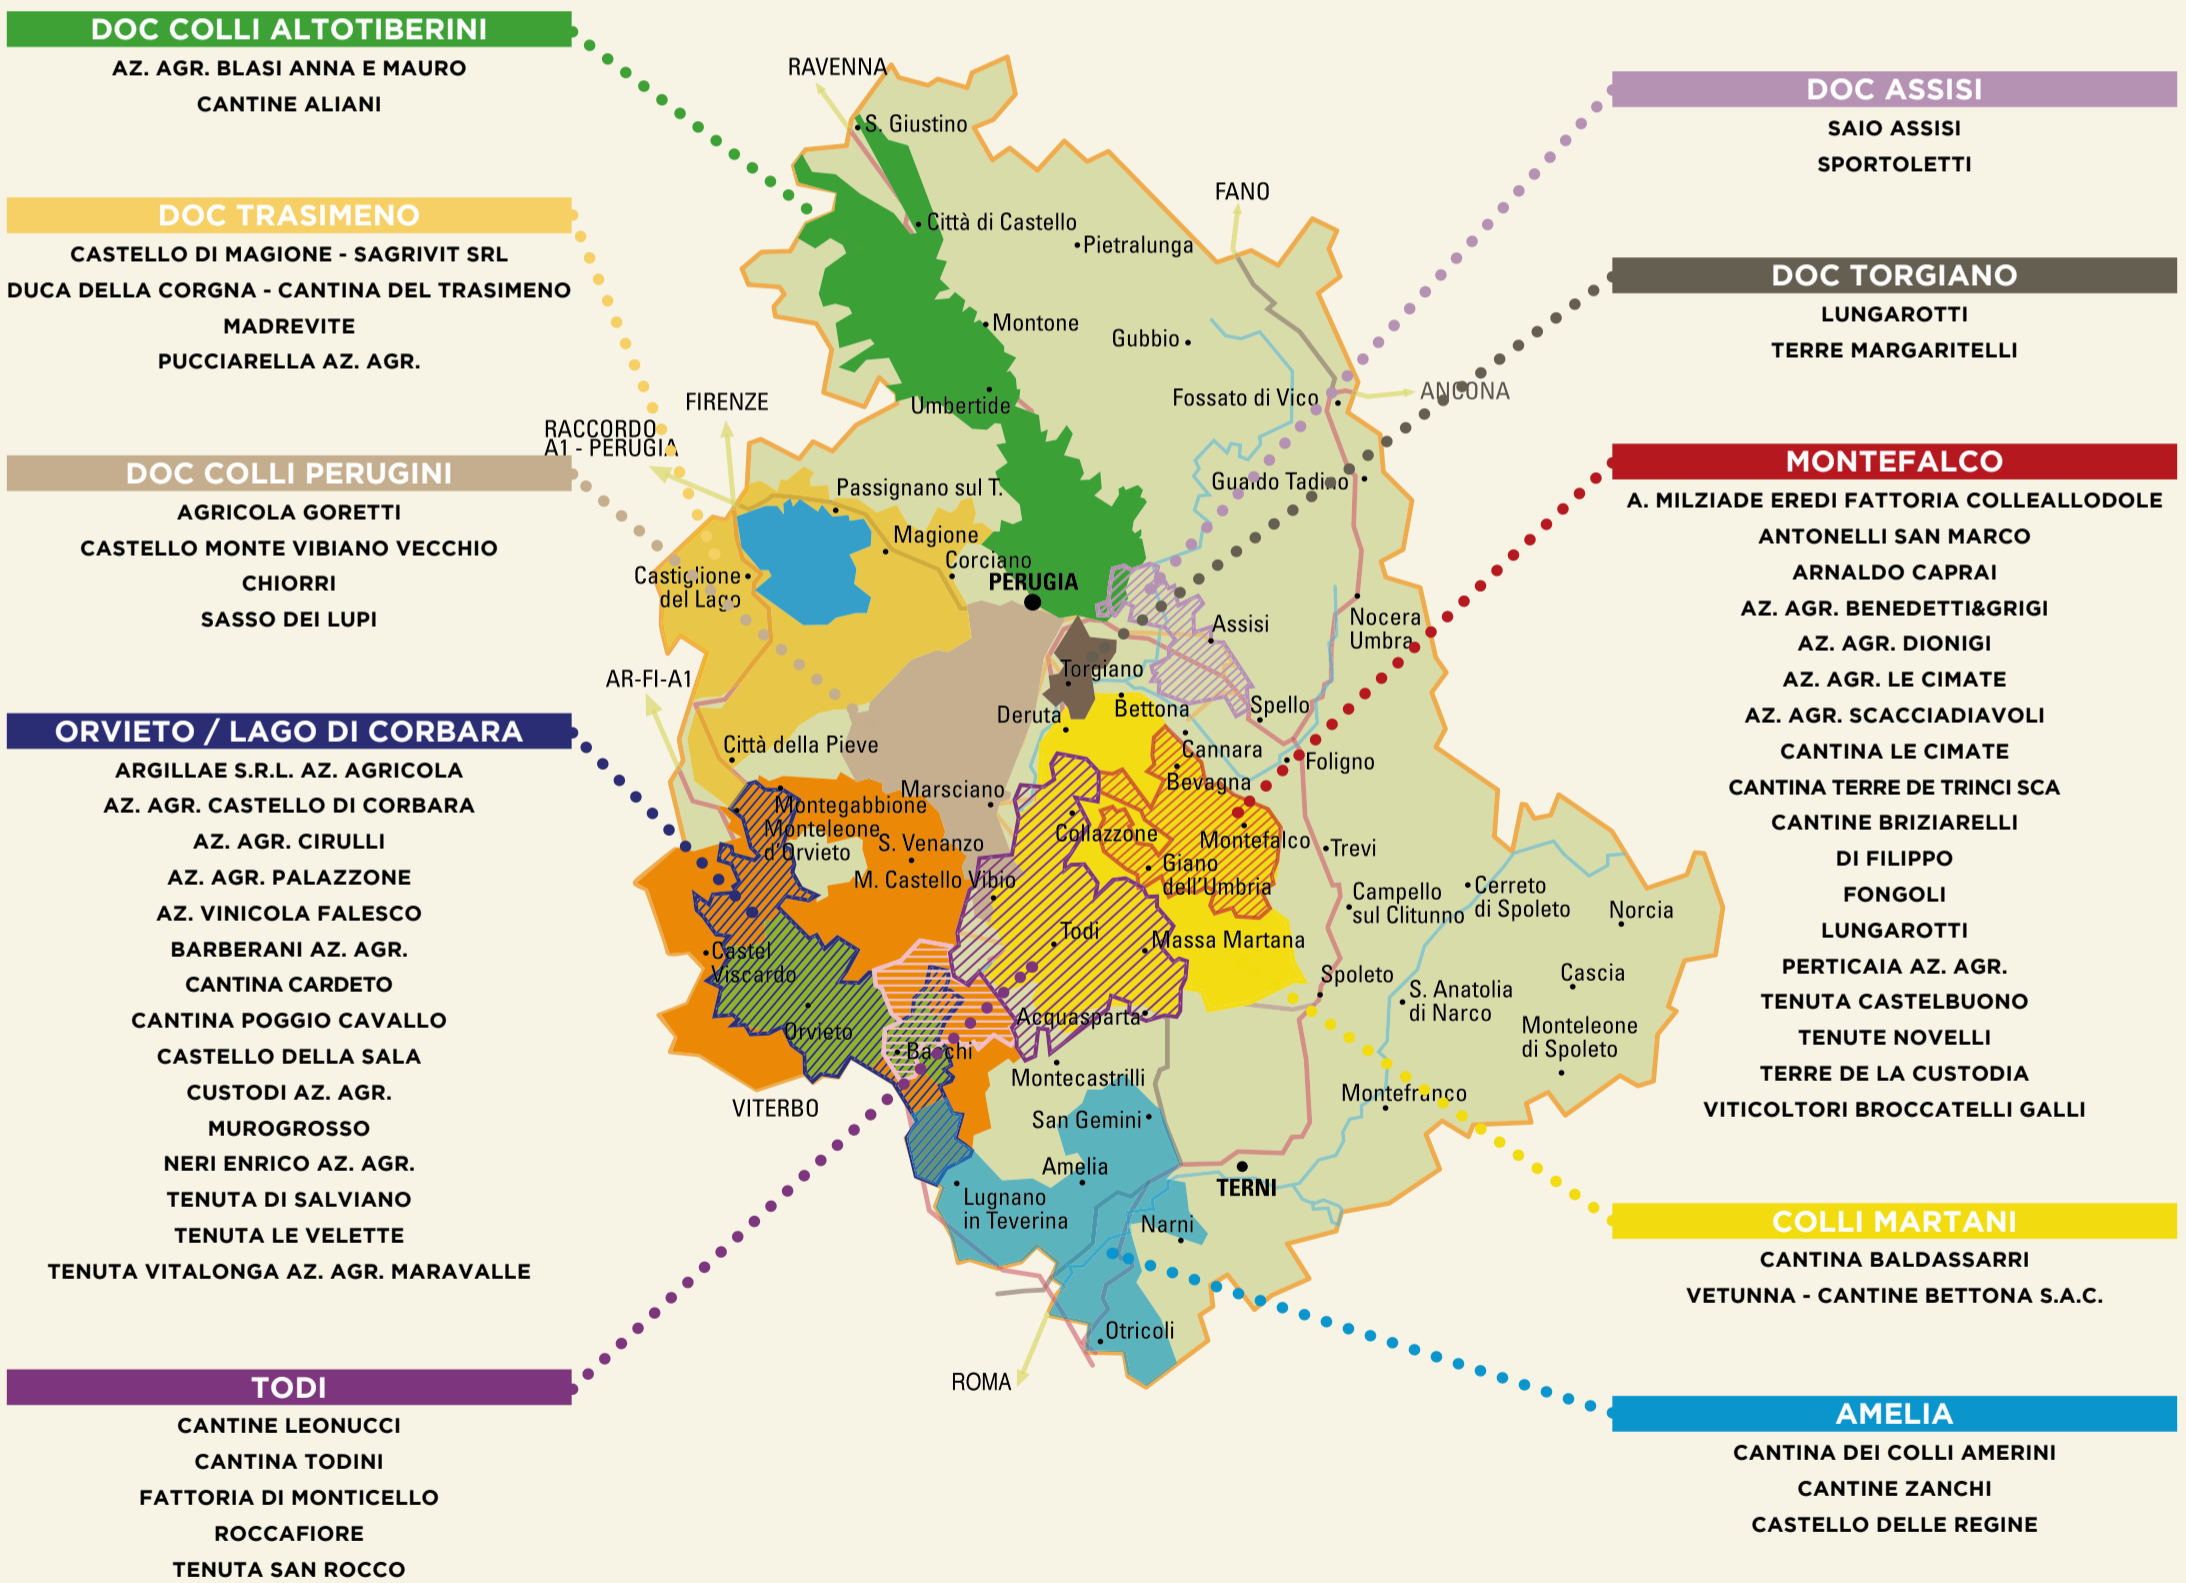 DOC COLLI ALTOTIBERINI
AZ. AGR. BLASI ANNA E MAURO
CANTINE ALIANI
DOC TRASIMENO
CASTELLO DI MAGIONE - SAGRIVIT SRL
DUCA DELLA CORGNA - CANTINA DEL TRASIMENO
MADREVITE
PUCCIARELLA AZ. AGR.
DOC COLLI PERUGINI
AGRICOLA GORETTI
CASTELLO MONTE VIBIANO VECCHIO
CHIORRI
SASSO DEI LUPI
ORVIETO / LAGO DI CORBARA
ARGILLAE S.R.L. AZ. AGRICOLA
AZ. AGR. CASTELLO DI CORBARA
AZ. AGR. CIRULLI
AZ. AGR. PALAZZONE
AZ. VINICOLA FALESCO
BARBERANI AZ. AGR.
CANTINA CARDETO
CANTINA POGGIO CAVALLO
CASTELLO DELLA SALA
CUSTODI AZ. AGR.
MUROGROSSO
NERI ENRICO AZ. AGR.
TENUTA DI SALVIANO
TENUTA LE VELETTE
TENUTA VITALONGA AZ. AGR. MARAVALLE
TODI
CANTINE LEONUCCI
CANTINA TODINI
FATTORIA DI MONTICELLO
ROCCAFIORE
TENUTA SAN ROCCO
RAVENNA
S. Giustino
FANO
Città di Castello
Pietralunga
Montone
Gubbio
FIRENZE
Umbertide
Fossato di Vico
ANCONA
RACCORDO
A1 - PERUGIA
Passignano sul T.
Gualdo Tadino
Magione
Corciano
PERUGIA
Castiglione
del Lago
Assisi
Nocera
Umbra
AR-FI-A1
Torgiano
Deruta
Bettona
Spello
Città della Pieve
Cannara
Foligno
Bevagna
Marsciano
Montegabbione
Monteleone
d'Orvieto
S. Venanzo
Collazzone
Montefalco
Trevi
M. Castello Vibio
Giano
dell'Umbria
Campello
sul Clitunno
Cerreto
di Spoleto
Norcia
Castel
Viscardo
Todi
Massa Martana
Spoleto
Cascia
S. Anatolia
di Narco
Orvieto
Acquasparta
Monteleone
di Spoleto
Baschi
Montecastrilli
VITERBO
San Gemini
Montefranco
Amelia
TERNI
Lugnano
in Teverina
Narni
Otricoli
ROMA
DOC ASSISI
SAIO ASSISI
SPORTOLETTI
DOC TORGIANO
LUNGAROTTI
TERRE MARGARITELLI
MONTEFALCO
A. MILZIADE EREDI FATTORIA COLLEALLODOLE
ANTONELLI SAN MARCO
ARNALDO CAPRAI
AZ. AGR. BENEDETTI&GRIGI
AZ. AGR. DIONIGI
AZ. AGR. LE CIMATE
AZ. AGR. SCACCIADIAVOLI
CANTINA LE CIMATE
CANTINA TERRE DE TRINCI SCA
CANTINE BRIZIARELLI
DI FILIPPO
FONGOLI
LUNGAROTTI
PERTICAIA AZ. AGR.
TENUTA CASTELBUONO
TENUTE NOVELLI
TERRE DE LA CUSTODIA
VITICOLTORI BROCCATELLI GALLI
COLLI MARTANI
CANTINA BALDASSARRI
VETUNNA - CANTINE BETTONA S.A.C.
AMELIA
CANTINA DEI COLLI AMERINI
CANTINE ZANCHI
CASTELLO DELLE REGINE